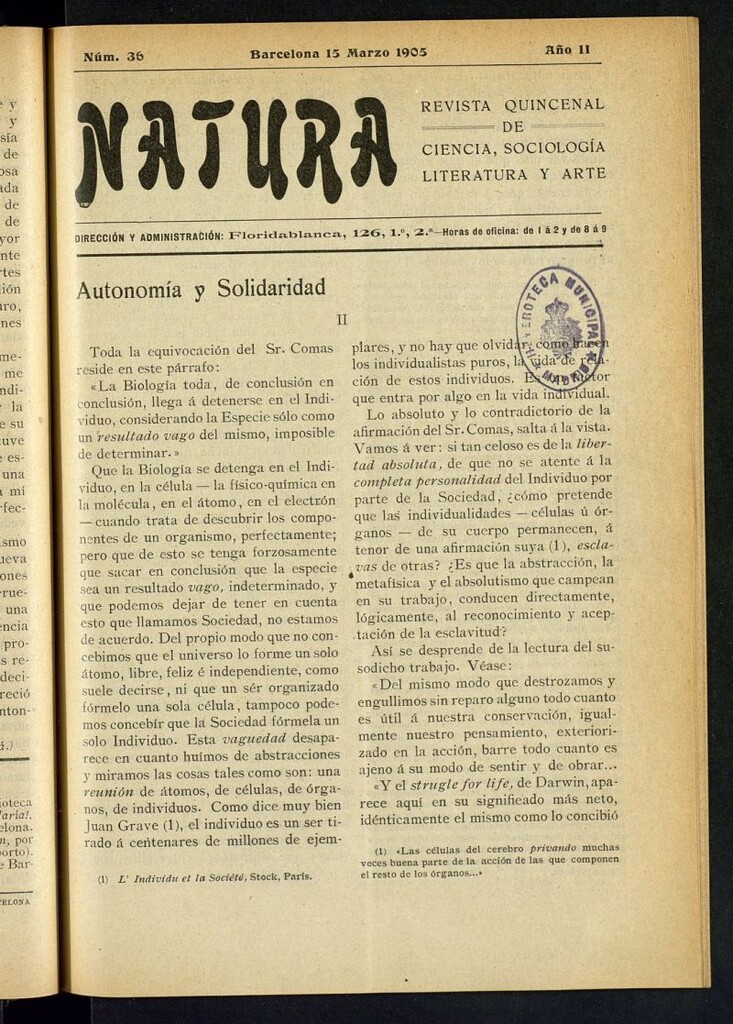 Núm. 36
Barcelona 15 Marzo 1905
Año II
NATURA
REVISTA QUINCENAL
DE
CIENCIA, SOCIOLOGÍA
LITERATURA Y ARTE
DIRECCIÓN Y ADMINISTRACIÓN: Floridablanca, 126, 1.º, 2.ª—Horas de oficina: de 1 á 2 y de 8 á 9
Autonomía y Solidaridad
HEMEROTECA MUNICIPAL
MADRID
II
Toda la equivocación del Sr. Comas
reside en este párrafo:
«La Biología toda, de conclusión en
conclusión, llega á detenerse en el Indi-
viduo, considerando la Especie sólo como
un resultado vago del mismo, imposible
de determinar.»
Que la Biología se detenga en el Indi-
viduo, en la célula — la físico-química en
la molécula, en el átomo, en el electrón
— cuando trata de descubrir los compo-
nentes de un organismo, perfectamente;
pero que de esto se tenga forzosamente
que sacar en conclusión que la especie
sea un resultado vago, indeterminado, y
que podemos dejar de tener en cuenta
esto que llamamos Sociedad, no estamos
de acuerdo. Del propio modo que no con-
cebimos que el universo lo forme un solo
átomo, libre, feliz é independiente, como
suele decirse, ni que un sér organizado
fórmelo una sola célula, tampoco pode-
mos concebir que la Sociedad fórmela un
solo Individuo. Esta vaguedad desapa-
rece en cuanto huímos de abstracciones
y miramos las cosas tales como son: una
reunión de átomos, de células, de órga-
nos, de individuos. Como dice muy bien
Juan Grave (1), el individuo es un ser ti-
rado á centenares de millones de ejem-
(1) L' Individu et la Société, Stock, París.
plares, y no hay que olvidar, como hacen
los individualistas puros, la vida de rela-
ción de estos individuos. Es un factor
que entra por algo en la vida individual.
Lo absoluto y lo contradictorio de la
afirmación del Sr. Comas, salta á la vista.
Vamos á ver: si tan celoso es de la liber-
tad absoluta, de que no se atente á la
completa personalidad del Individuo por
parte de la Sociedad, ¿cómo pretende
que las individualidades — células ú ór-
ganos — de su cuerpo permanecen, á
tenor de una afirmación suya (1), escla-
vas de otras? ¿Es que la abstracción, la
metafísica y el absolutismo que campean
en su trabajo, conducen directamente,
lógicamente, al reconocimiento y acep-
tación de la esclavitud?
Así se desprende de la lectura del su-
sodicho trabajo. Véase:
«Del mismo modo que destrozamos y
engullimos sin reparo alguno todo cuanto
es útil á nuestra conservación, igual-
mente nuestro pensamiento, exteriori-
zado en la acción, barre todo cuanto es
ajeno á su modo de sentir y de obrar...
«Y el strugle for life, de Darwin, apa-
rece aquí en su significado más neto,
idénticamente el mismo como lo concibió
(1) «Las células del cerebro privando muchas
veces buena parte de la acción de las que componen
el resto de los órganos...»